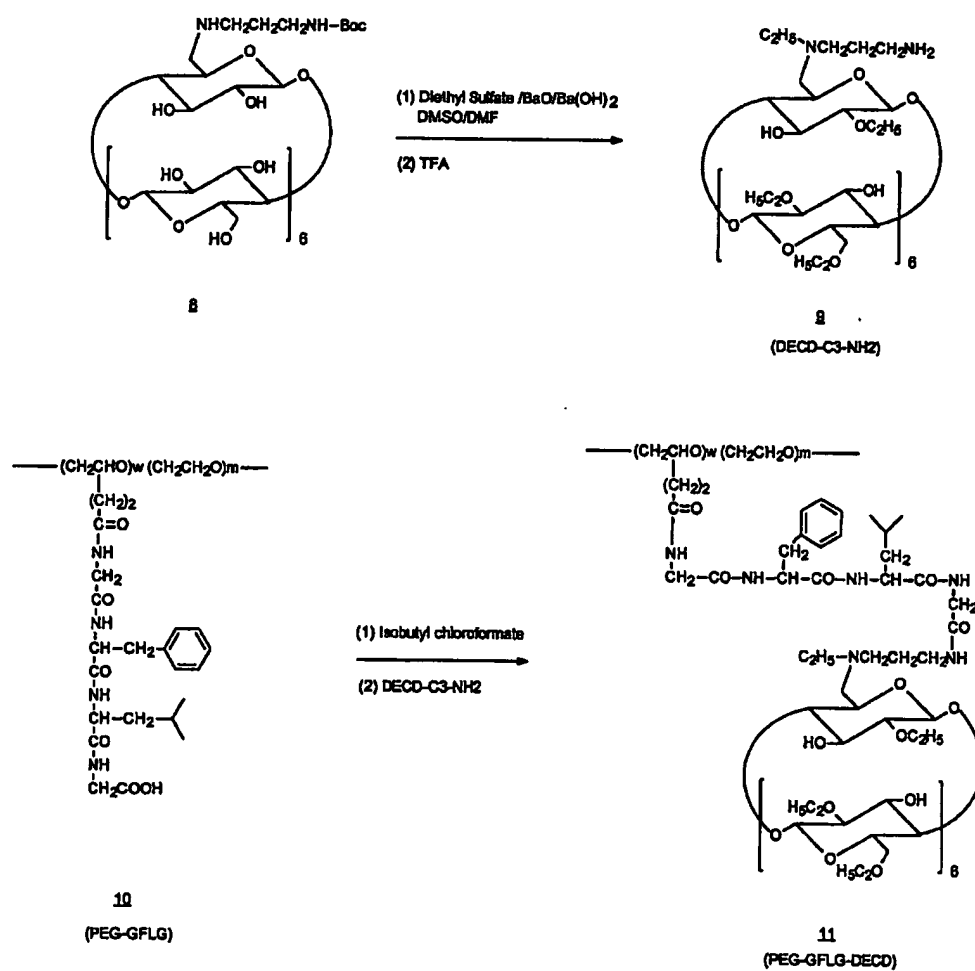 NHCH2CH2CH2NH-Boc
O
O
HO
OH
(1) Diethyl Sulfate /BaO/Ba(OH)2
DMSO/DMF
(2) TFA
HO
OH
O
O
HO
6
8
C2H5
NCH2CH2CH2NH2
O
O
HO
OC2H5
H5C2O
OH
O
O
H5C2O
6
9
(DECD-C3-NH2)
(CH2CHO)w (CH2CH2O)m
(CH2)2
C=O
NH
CH2
CO
NH
CH-CH2
CO
NH
CH-CH2
CO
NH
CH2COOH
10
(PEG-GFLG)
(1) Isobutyl chloroformate
(2) DECD-C3-NH2
(CH2CHO)w (CH2CH2O)m
(CH2)2
C=O
NH
CH2-CO-NH-CH-CO-NH-CH-CO-NH
CH2
CH2
CH2
CO
C2H5-NCH2CH2CH2NH
O
O
HO
OC2H5
H5C2O
OH
O
O
H5C2O
6
11
(PEG-GFLG-DECD)